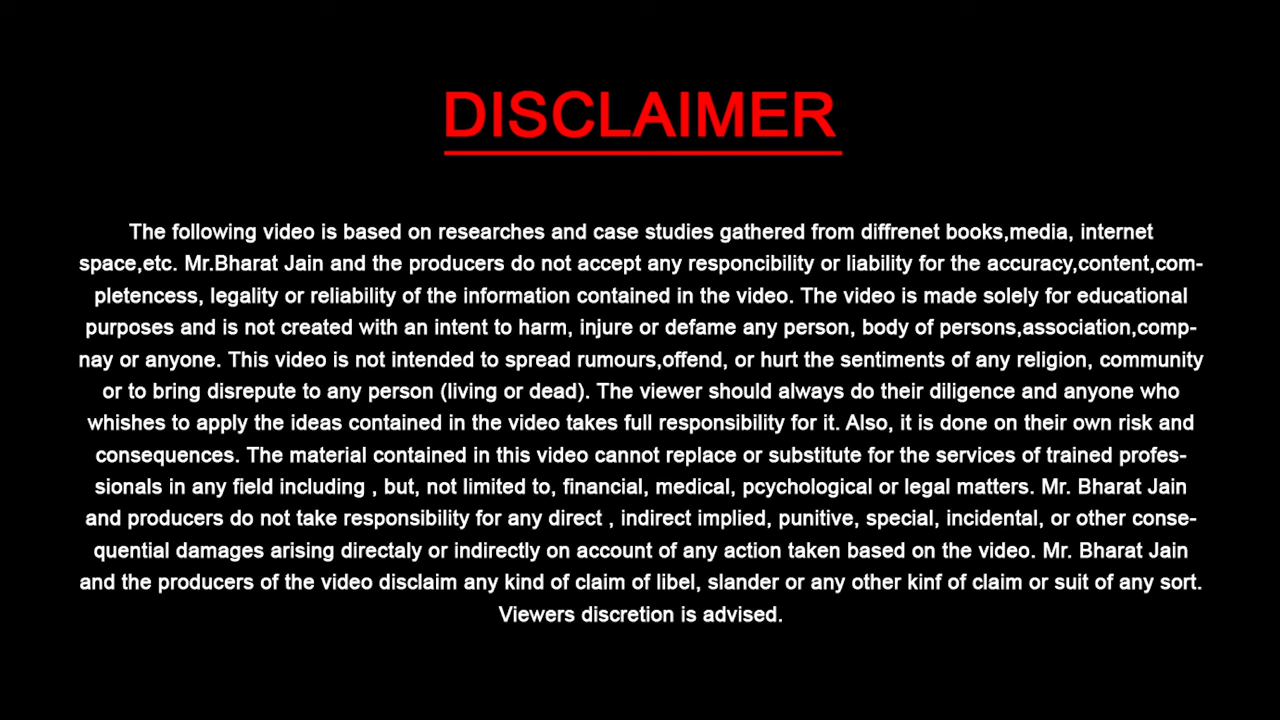 DISCLAIMER
The following video is based on researches and case studies gathered from diffrenet books,media, internet
space,etc. Mr.Bharat Jain and the producers do not accept any responcibility or liability for the accuracy,content,com-
pletencess, legality or reliability of the information contained in the video. The video is made solely for educational
purposes and is not created with an intent to harm, injure or defame any person, body of persons,association,comp-
nay or anyone. This video is not intended to spread rumours,offend, or hurt the sentiments of any religion, community
or to bring disrepute to any person (living or dead). The viewer should always do their diligence and anyone who
whishes to apply the ideas contained in the video takes full responsibility for it. Also, it is done on their own risk and
consequences. The material contained in this video cannot replace or substitute for the services of trained profes-
sionals in any field including , but, not limited to, financial, medical, pcychological or legal matters. Mr. Bharat Jain
and producers do not take responsibility for any direct , indirect implied, punitive, special, incidental, or other conse-
quential damages arising directaly or indirectly on account of any action taken based on the video. Mr. Bharat Jain
and the producers of the video disclaim any kind of claim of libel, slander or any other kinf of claim or suit of any sort.
Viewers discretion is advised.